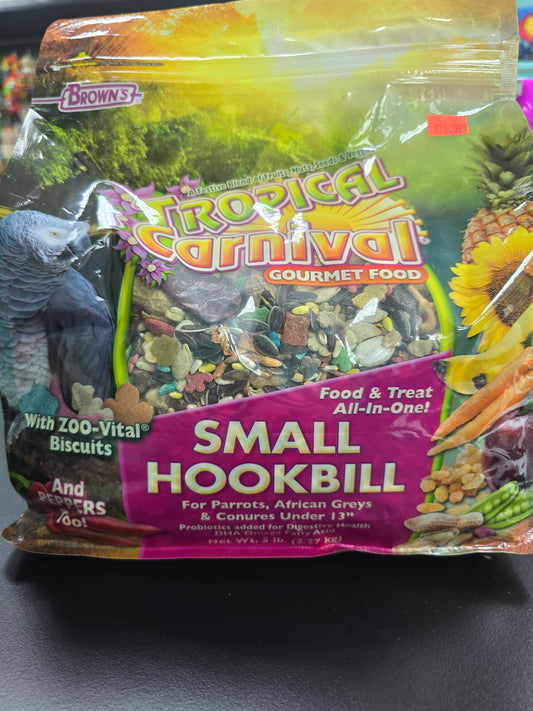 BROWN'S
A Festive Blend of Fruits, Nuts, Seeds & Veggies
TROPICAL
Carnival®
GOURMET FOOD
Food & Treat
All-In-One!
With ZOO-Vital®
Biscuits
SMALL
HOOKBILL
And
PEPPERS
Too!
For Parrots, African Greys
& Conures Under 13"
Probiotics added for Digestive Health
DHA Omega Fatty Acid
Net Wt. 5 lb. (2.27 kg)